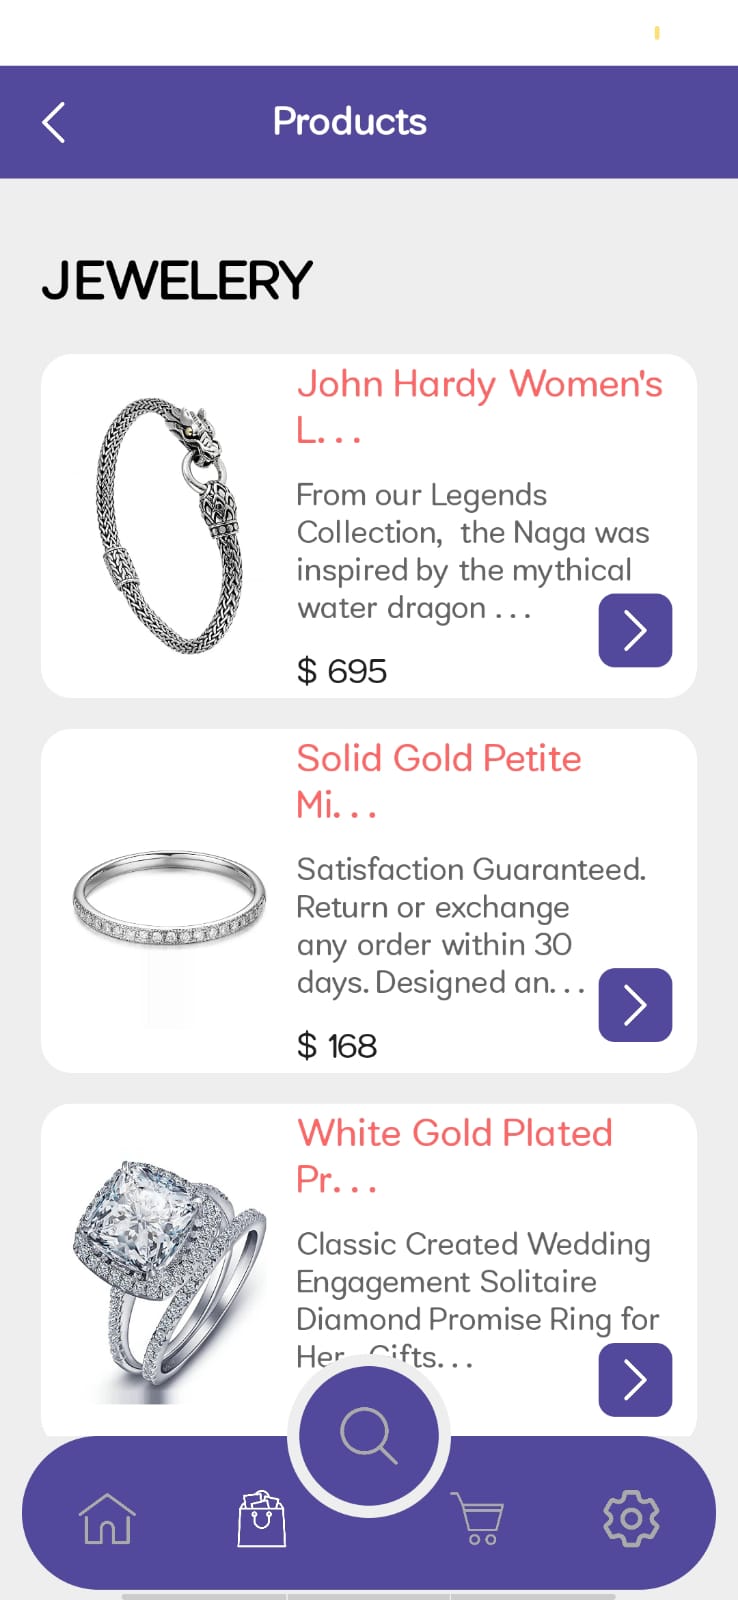 Products
JEWELERY
John Hardy Women's
L...
From our Legends
Collection,  the Naga was
inspired by the mythical
water dragon ...
$ 695
Solid Gold Petite
Mi...
Satisfaction Guaranteed.
Return or exchange
any order within 30
days. Designed an...
$ 168
White Gold Plated
Pr...
Classic Created Wedding
Engagement Solitaire
Diamond Promise Ring for
Her. Gifts...